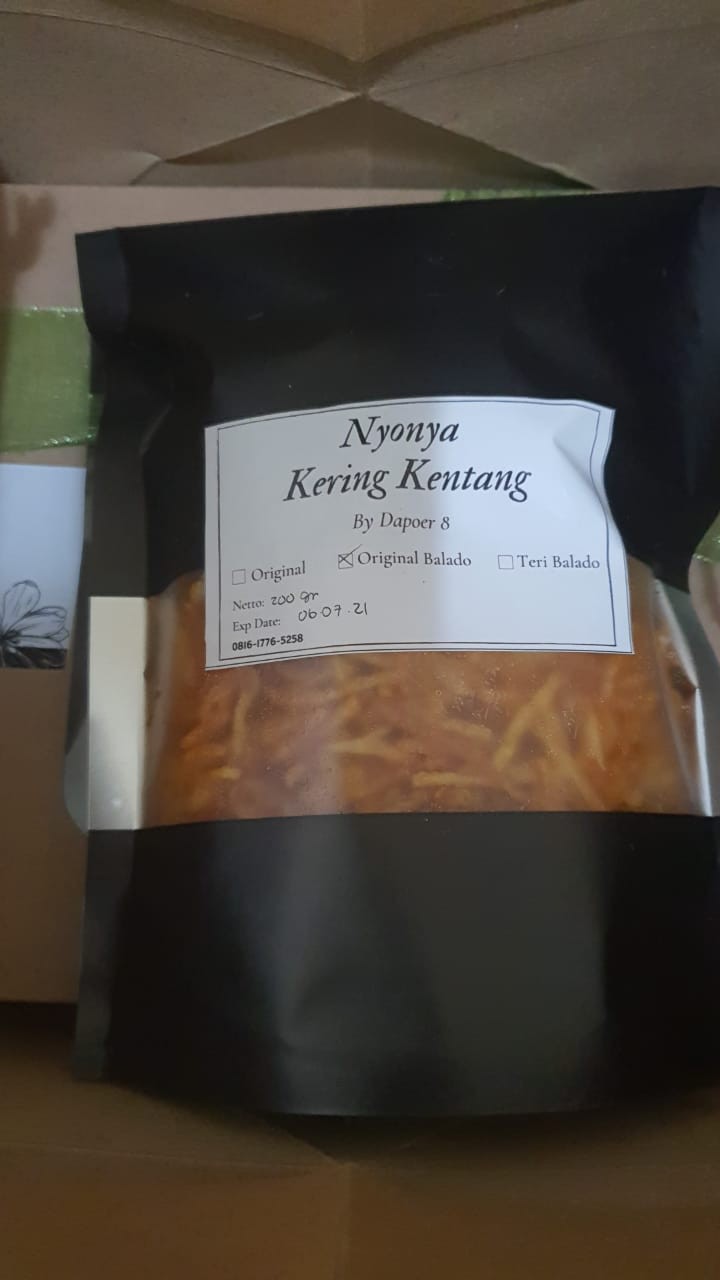 Nyonya
Kering Kentang
By Dapoer 8
Original Original Balado Teri Balado
Netto: 200 gr
Exp Date: 06.07.21
0816-1776-5258